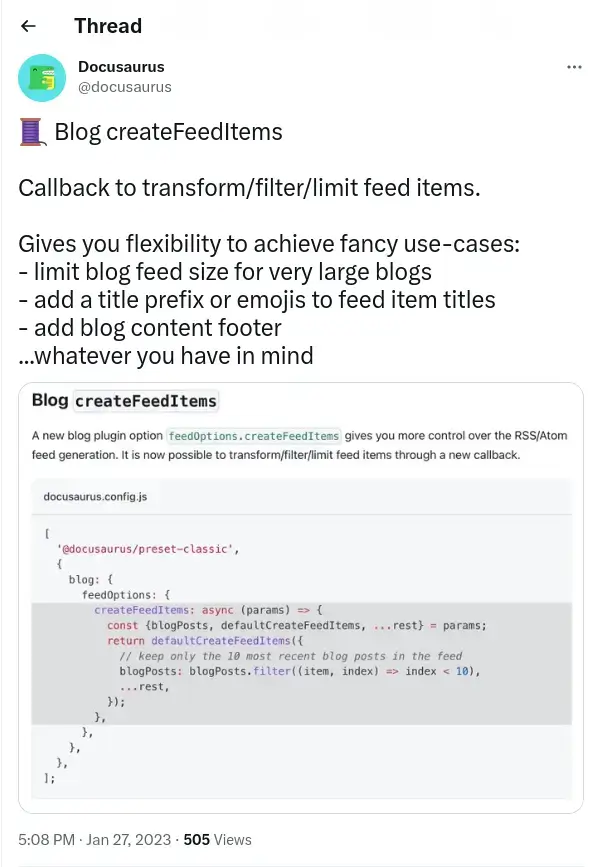 Thread
Docusaurus
@docusaurus
🧵 Blog createFeedItems
Callback to transform/filter/limit feed items.
Gives you flexibility to achieve fancy use-cases:
- limit blog feed size for very large blogs
- add a title prefix or emojis to feed item titles
- add blog content footer
...whatever you have in mind
Blog createFeedItems
A new blog plugin option feedOptions.createFeedItems gives you more control over the RSS/Atom
feed generation. It is now possible to transform/filter/limit feed items through a new callback.
docusaurus.config.js
[
  '@docusaurus/preset-classic',
  {
    blog: {
      feedOptions: {
        createFeedItems: async (params) => {
          const {blogPosts, defaultCreateFeedItems, ...rest} = params;
          return defaultCreateFeedItems({
            // keep only the 10 most recent blog posts in the feed
            blogPosts: blogPosts.filter((item, index) => index < 10),
            ...rest,
          });
        },
      },
    },
  },
];
5:08 PM · Jan 27, 2023 · 505 Views